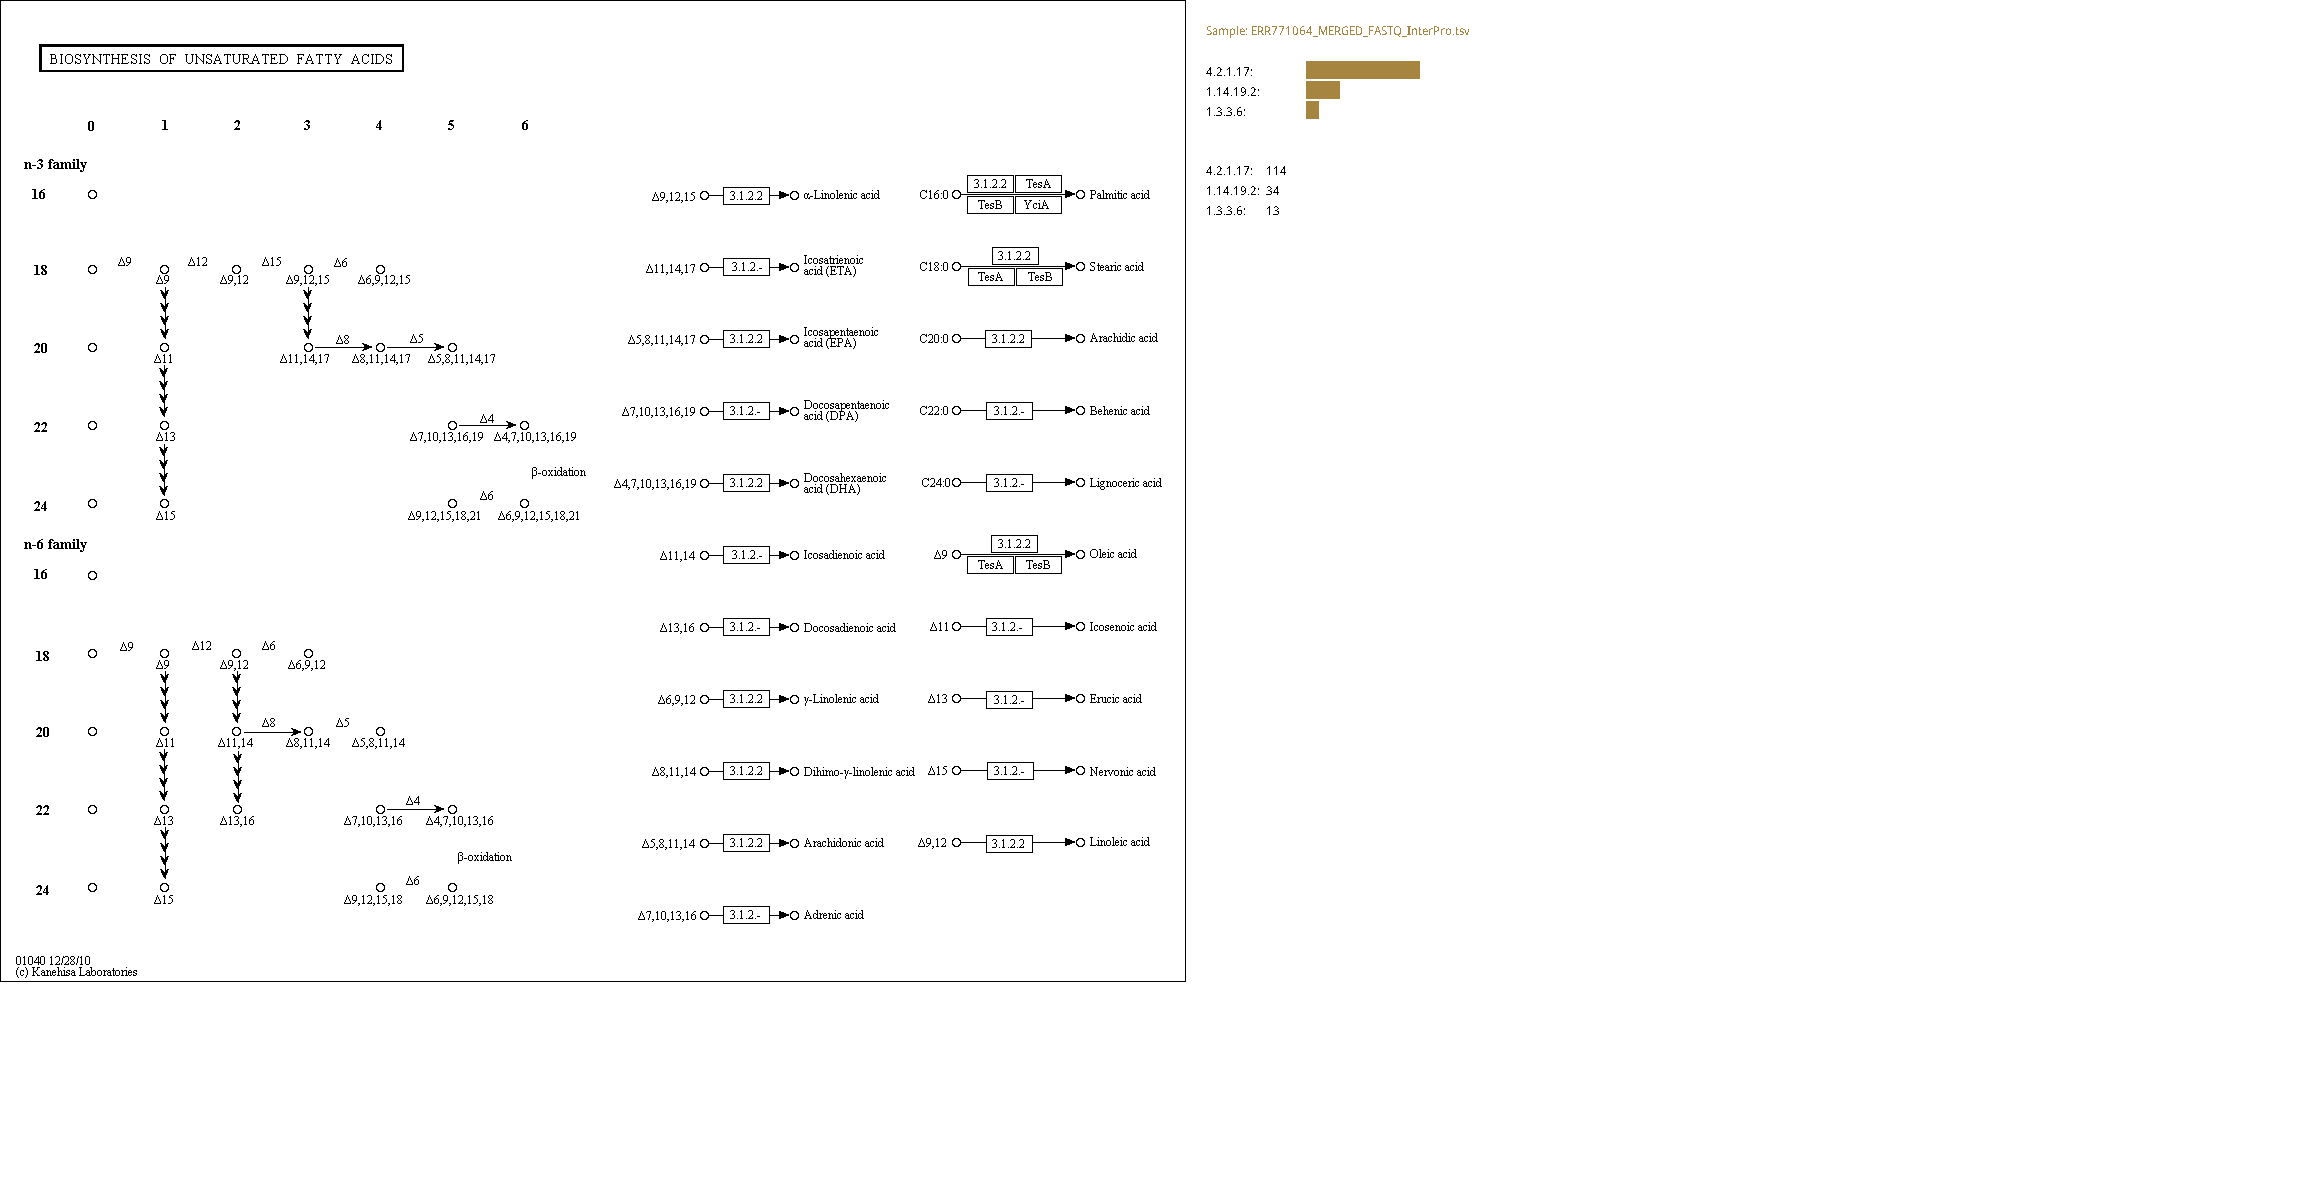 BIOSYNTHESIS OF UNSATURATED FATTY ACIDS
0 1 2 3 4 5 6
n-3 family
16
18
Δ9 Δ12 Δ15 Δ6
Δ9 Δ9,12 Δ9,12,15 Δ6,9,12,15
20
Δ8 Δ5
Δ11 Δ11,14,17 Δ8,11,14,17 Δ5,8,11,14,17
22
Δ4
Δ13 Δ7,10,13,16,19 Δ4,7,10,13,16,19
β-oxidation
24
Δ6
Δ15 Δ9,12,15,18,21 Δ6,9,12,15,18,21
n-6 family
16
18
Δ9 Δ12 Δ6
Δ9 Δ9,12 Δ6,9,12
20
Δ8 Δ5
Δ11 Δ11,14 Δ8,11,14 Δ5,8,11,14
22
Δ4
Δ13 Δ13,16 Δ7,10,13,16 Δ4,7,10,13,16
β-oxidation
24
Δ6
Δ15 Δ9,12,15,18 Δ6,9,12,15,18
01040 12/28/10
(c) Kanehisa Laboratories
Δ9,12,15 3.1.2.2 α-Linolenic acid
Δ11,14,17 3.1.2.- Icosatrienoic
acid (ETA)
Δ5,8,11,14,17 3.1.2.2 Icosapentaenoic
acid (EPA)
Δ7,10,13,16,19 3.1.2.- Docosapentaenoic
acid (DPA)
Δ4,7,10,13,16,19 3.1.2.2 Docosahexaenoic
acid (DHA)
Δ11,14 3.1.2.- Icosadienoic acid
Δ13,16 3.1.2.- Docosadienoic acid
Δ6,9,12 3.1.2.2 γ-Linolenic acid
Δ8,11,14 3.1.2.2 Dihimo-γ-linolenic acid
Δ5,8,11,14 3.1.2.2 Arachidonic acid
Δ7,10,13,16 3.1.2.- Adrenic acid
3.1.2.2 TesA
C16:0 Palmitic acid
TesB YciA
3.1.2.2
C18:0 Stearic acid
TesA TesB
C20:0 3.1.2.2 Arachidic acid
C22:0 3.1.2.- Behenic acid
C24:0 3.1.2.- Lignoceric acid
3.1.2.2
Δ9 Oleic acid
TesA TesB
Δ11 3.1.2.- Icosenoic acid
Δ13 3.1.2.- Erucic acid
Δ15 3.1.2.- Nervonic acid
Δ9,12 3.1.2.2 Linoleic acid
Sample: ERR771064_MERGED_FASTQ_InterPro.tsv
4.2.1.17:
1.14.19.2:
1.3.3.6:
4.2.1.17: 114
1.14.19.2: 34
1.3.3.6: 13